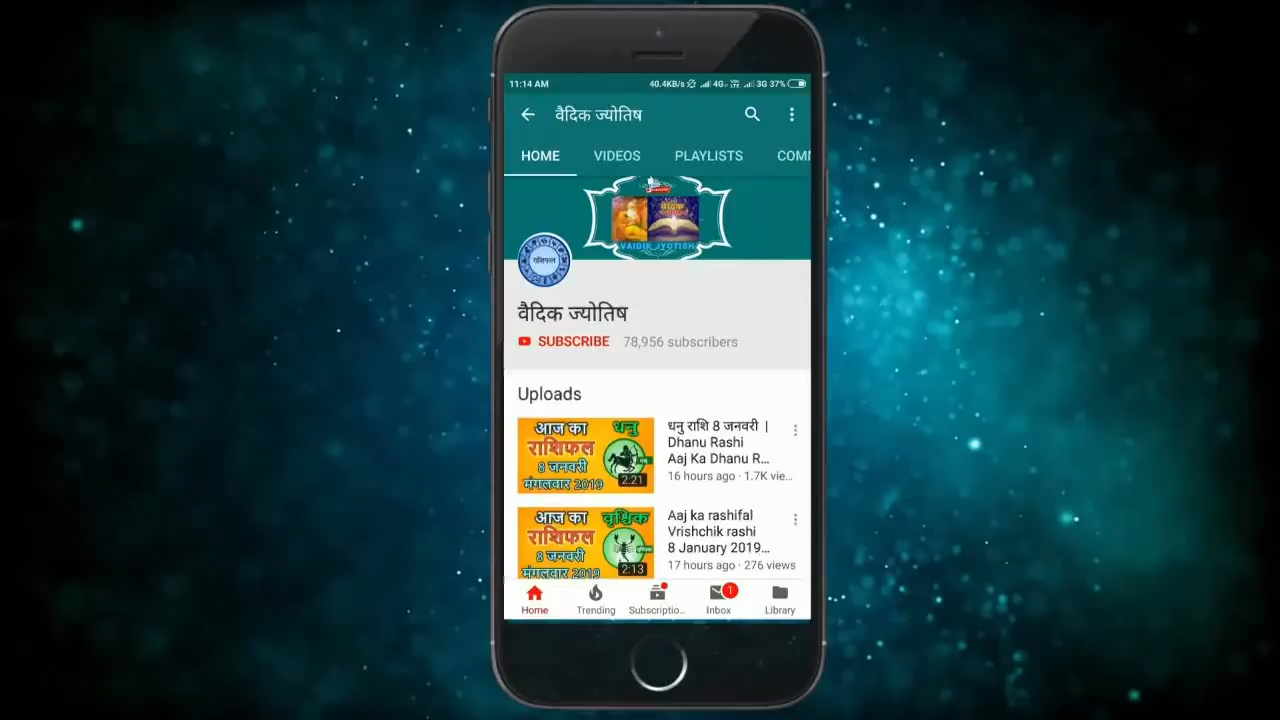 11:14 AM 40.4KB/s 4G 3G 37%
वैदिक ज्योतिष
HOME VIDEOS PLAYLISTS COM
वैदिक
VAIDIK JYOTISH
राशिफल
वैदिक ज्योतिष
SUBSCRIBE 78,956 subscribers
Uploads
आज का धनु
राशिफल
8 जनवरी
मंगलवार 2019
2:21
धनु राशि 8 जनवरी |
Dhanu Rashi
Aaj Ka Dhanu R...
16 hours ago · 1.7K vie...
आज का वृश्चिक
राशिफल
8 जनवरी
मंगलवार 2019
2:13
Aaj ka rashifal
Vrishchik rashi
8 January 2019...
17 hours ago · 276 views
1
Home Trending Subscriptio... Inbox Library